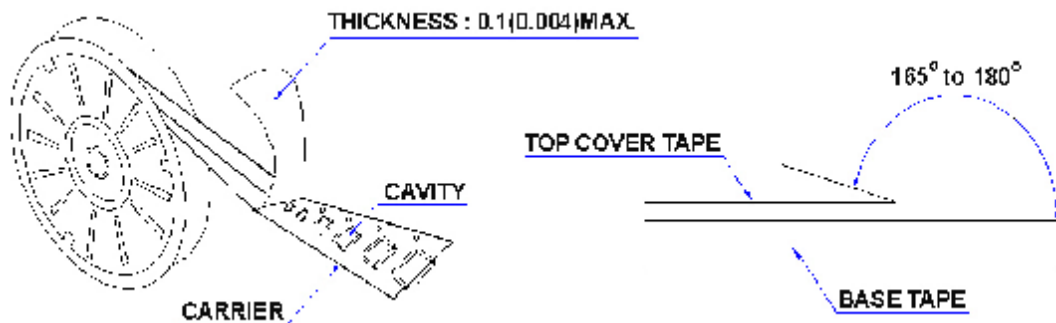 THICKNESS : 0.1(0.004)MAX.
165° to 180°
TOP COVER TAPE
CAVITY
CARRIER
BASE TAPE